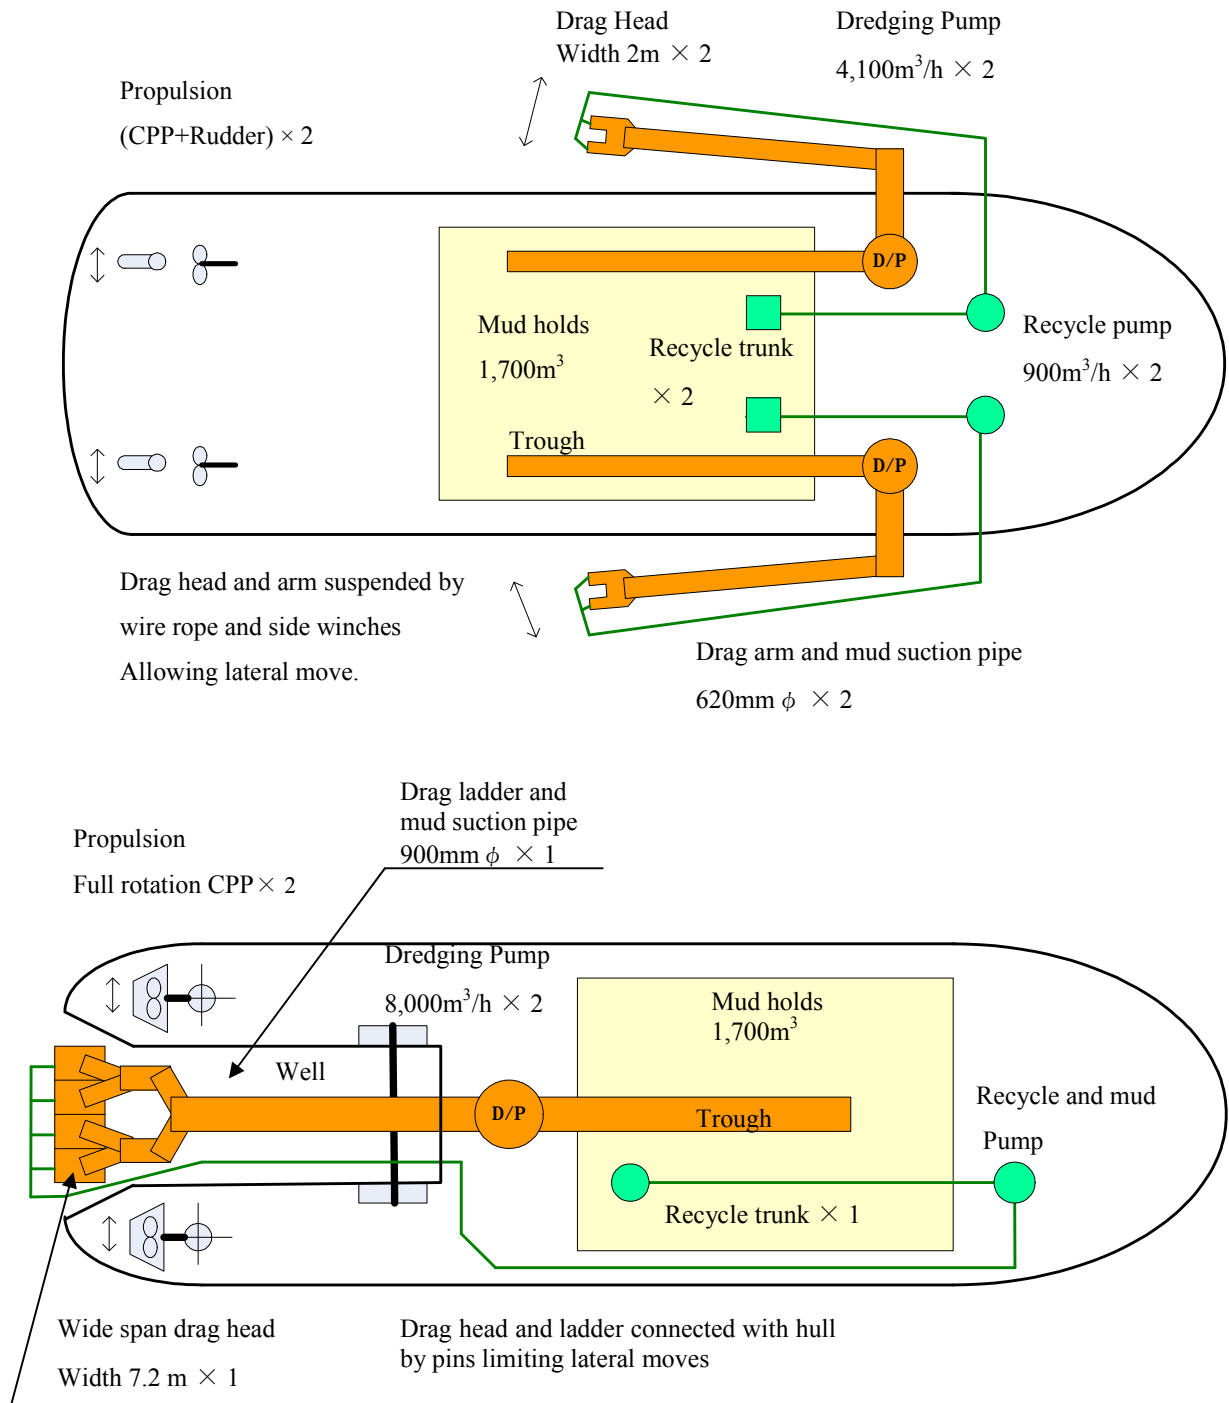 Drag Head
Width 2m × 2
Dredging Pump
4,100m³/h × 2
Propulsion
(CPP+Rudder) × 2
D/P
Mud holds
1,700m³
Recycle trunk
× 2
Recycle pump
900m³/h × 2
Trough
D/P
Drag head and arm suspended by
wire rope and side winches
Allowing lateral move.
Drag arm and mud suction pipe
620mm ϕ × 2
Drag ladder and
mud suction pipe
900mm ϕ × 1
Propulsion
Full rotation CPP × 2
Dredging Pump
8,000m³/h × 2
Mud holds
1,700m³
Well
D/P
Trough
Recycle and mud
Pump
Recycle trunk × 1
Wide span drag head
Width 7.2 m × 1
Drag head and ladder connected with hull
by pins limiting lateral moves